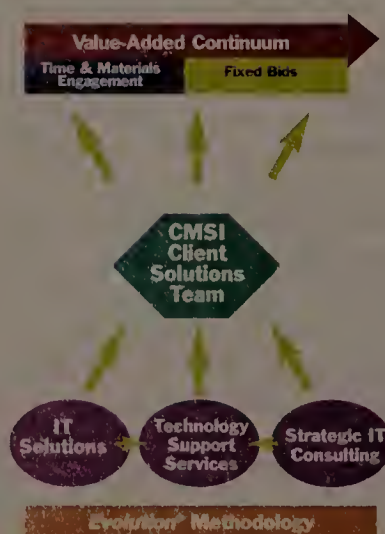 Value-Added Continuum
Time & Materials
Engagement
Fixed Bids
CMSI
Client
Solutions
Team
IT
Solutions
Technology
Support
Services
Strategic IT
Consulting
Evolution Methodology